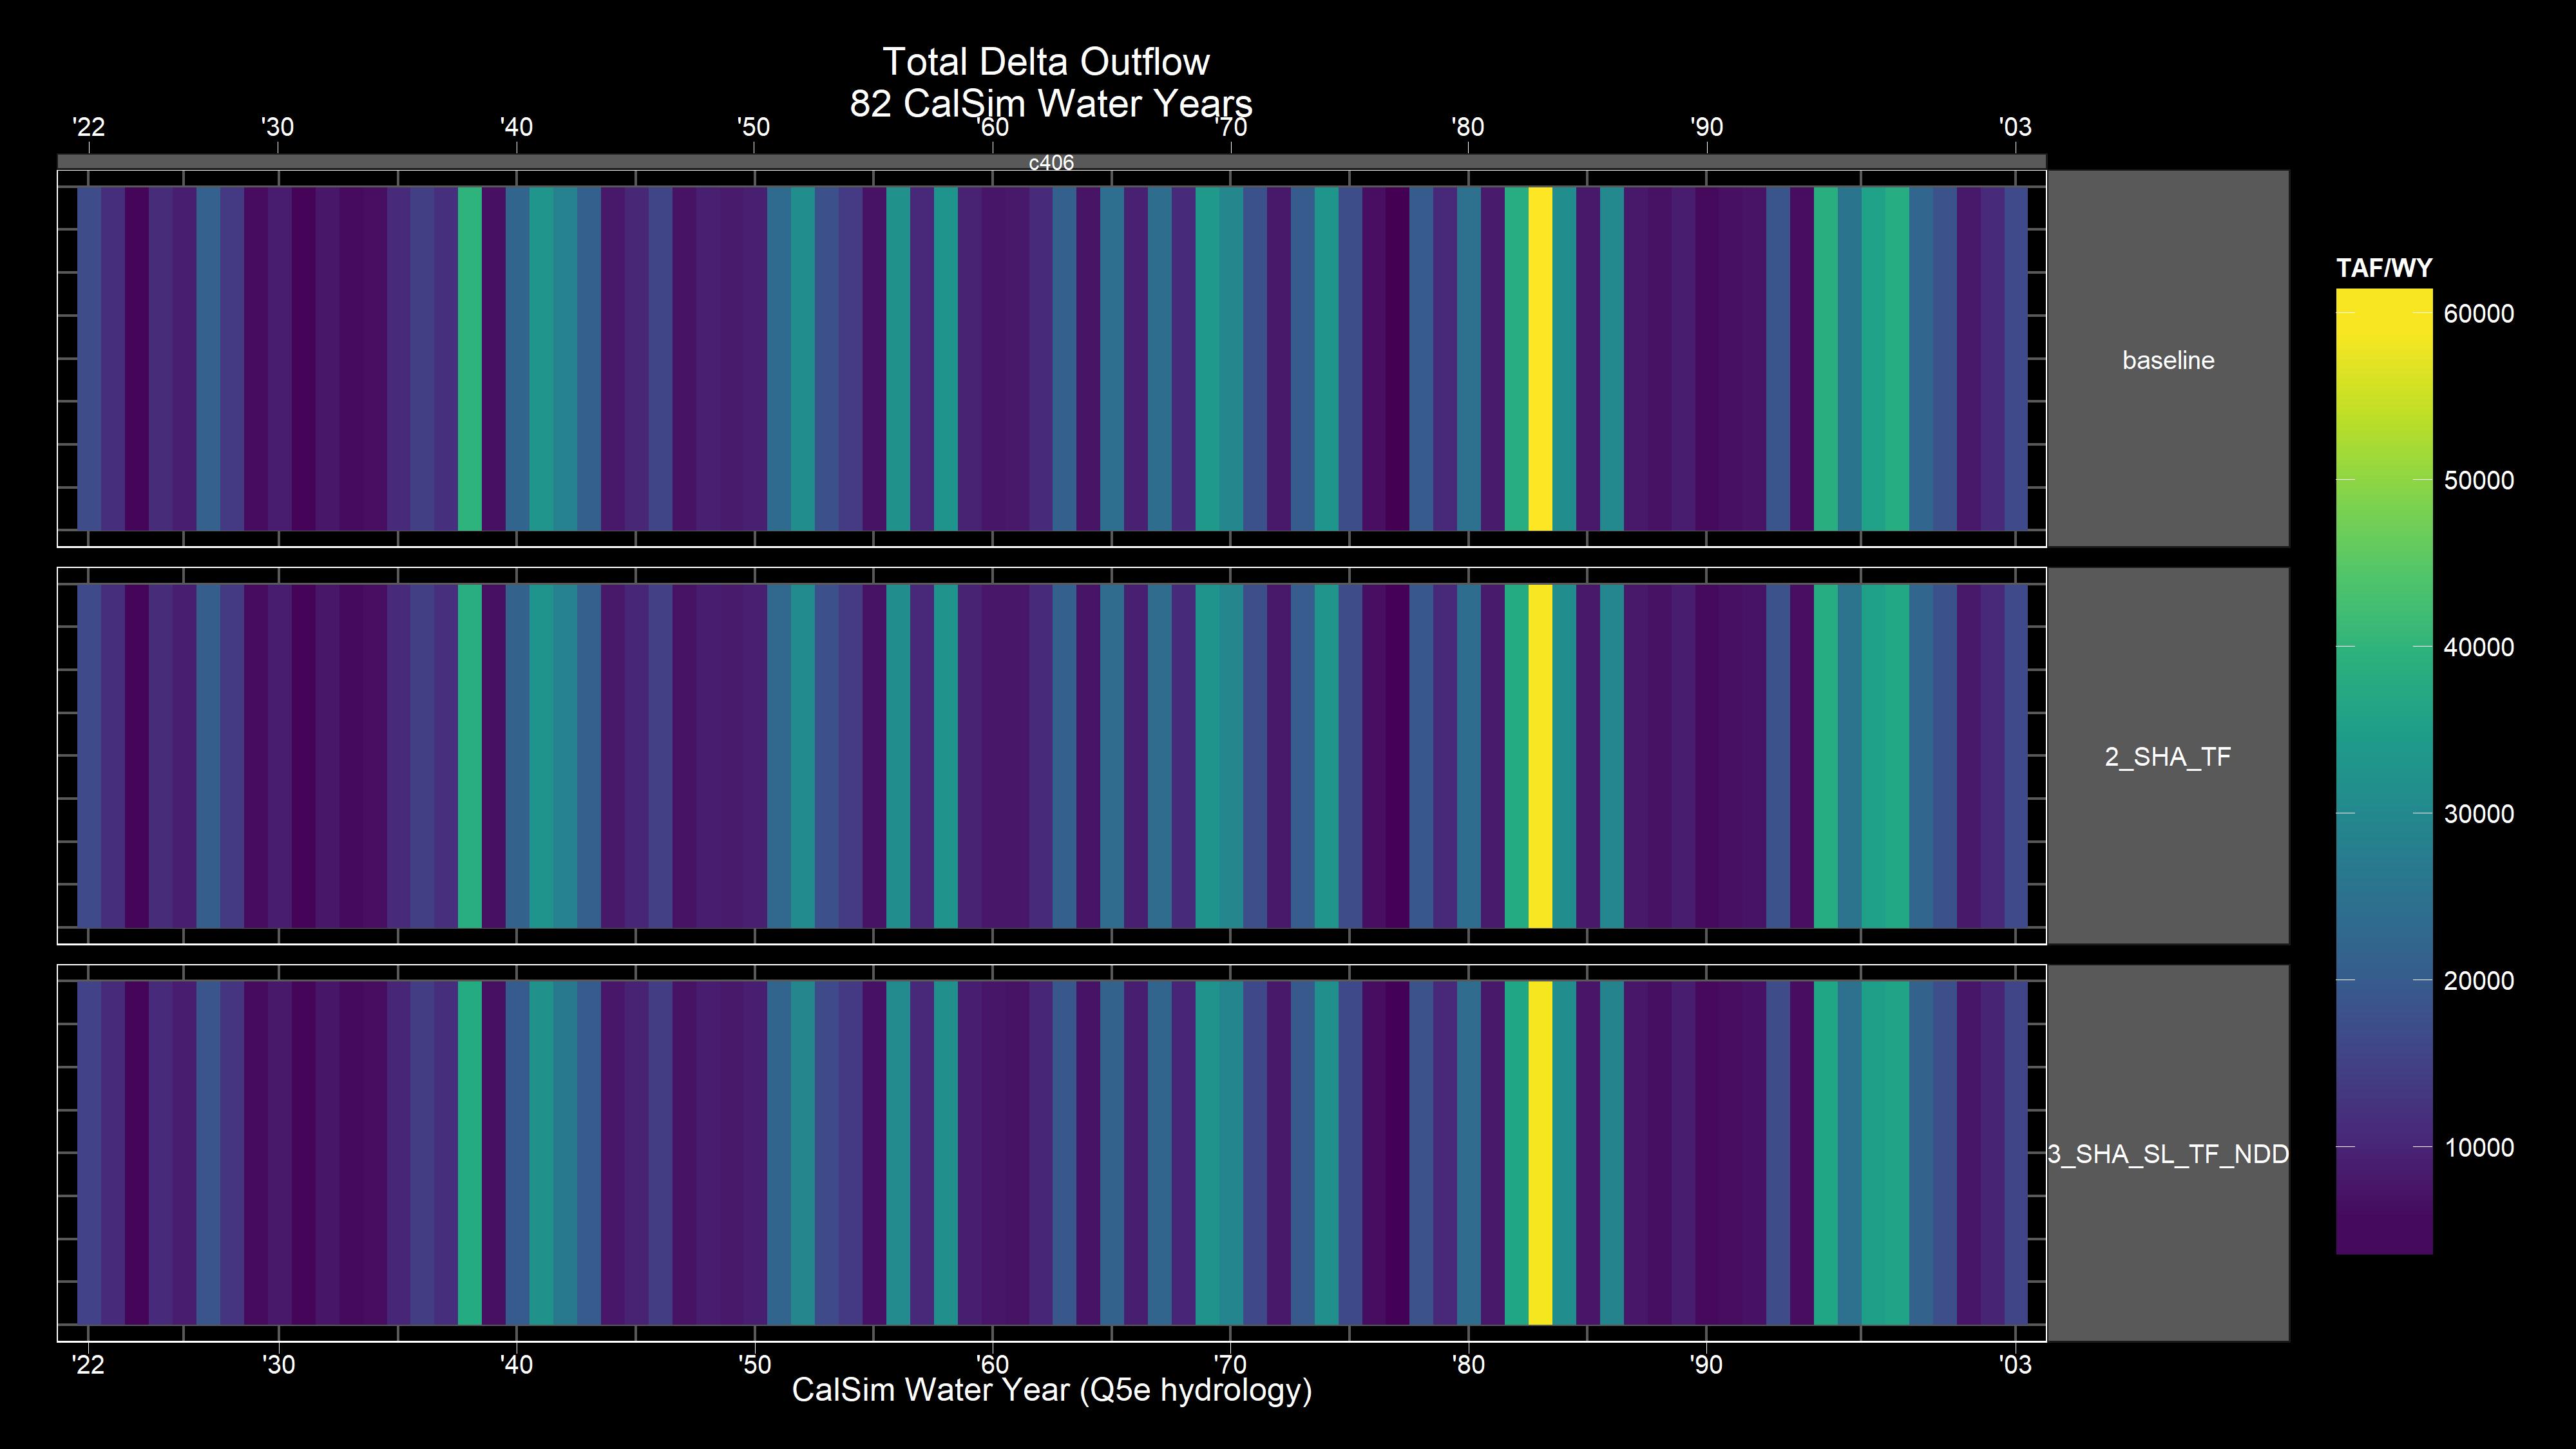 Total Delta Outflow
82 CalSim Water Years
'22 '30 '40 '50 '60 '70 '80 '90 '03
c406
baseline
2_SHA_TF
3_SHA_SL_TF_NDD
TAF/WY
60000
50000
40000
30000
20000
10000
'22 '30 '40 '50 '60 '70 '80 '90 '03
CalSim Water Year (Q5e hydrology)